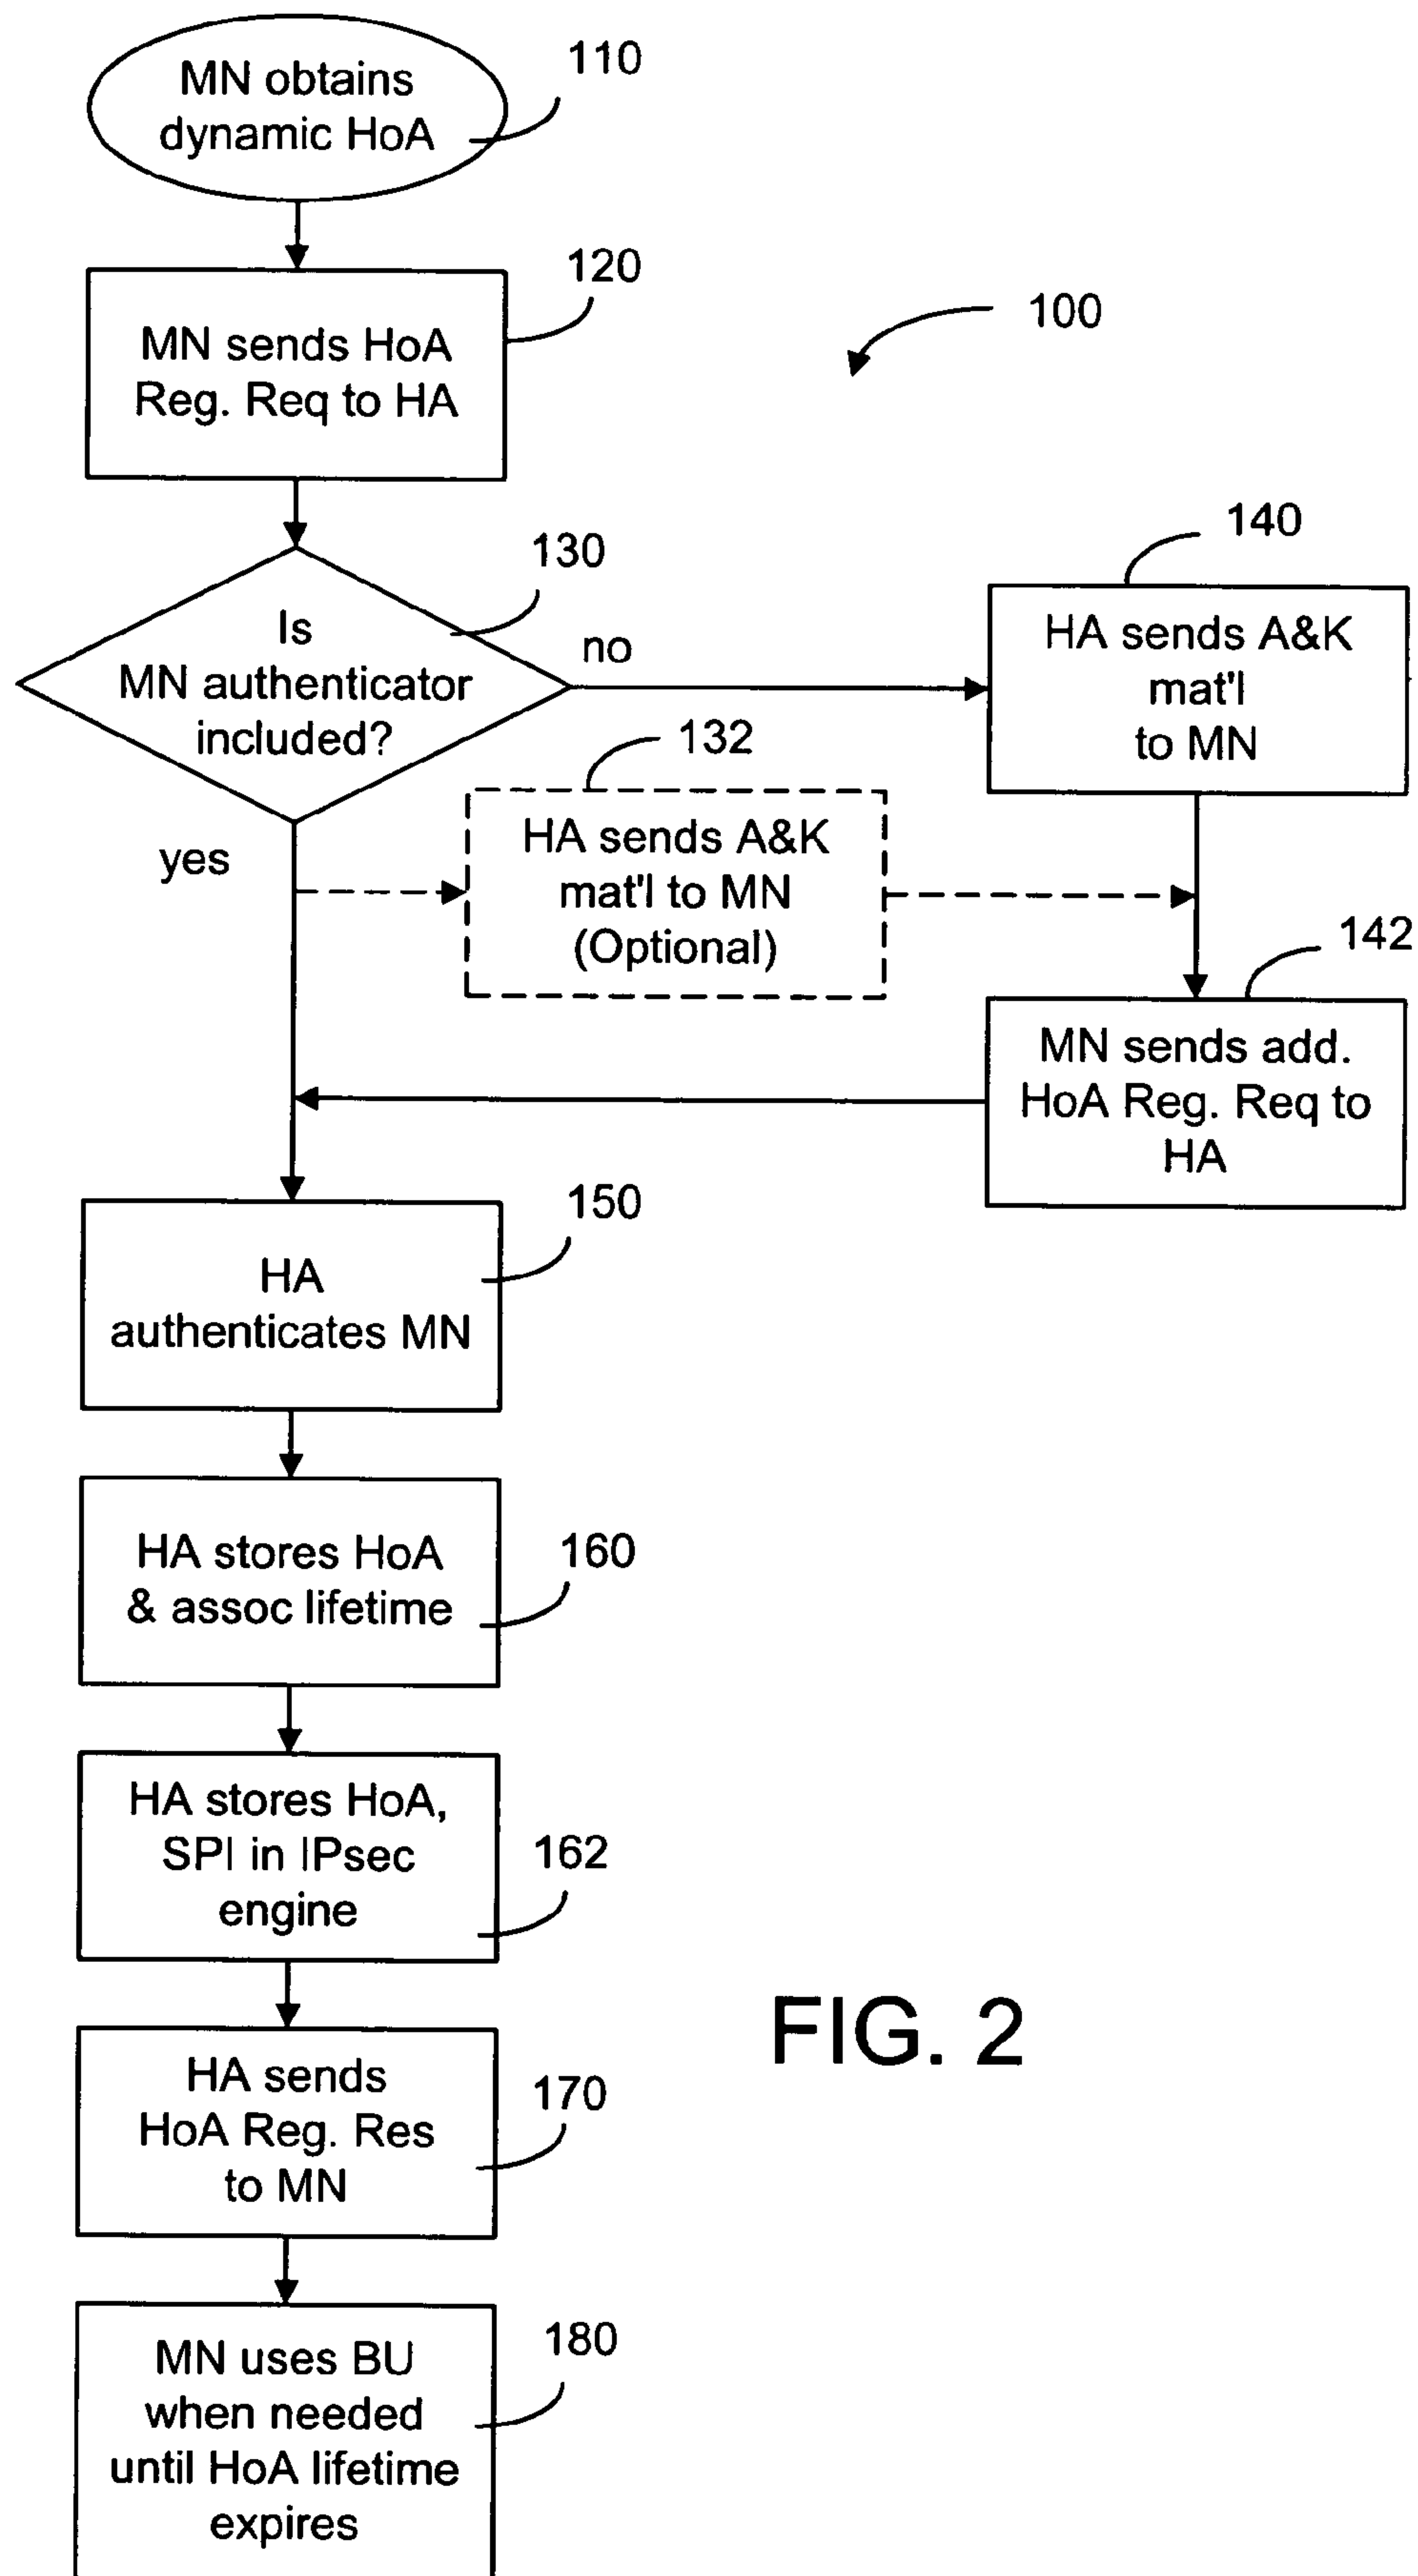 MN obtains
dynamic HoA
110
MN sends HoA
Reg. Req to HA
120
100
Is
MN authenticator
included?
130
no
yes
140
HA sends A&K
mat'l
to MN
132
HA sends A&K
mat'l to MN
(Optional)
142
MN sends add.
HoA Reg. Req to
HA
HA
authenticates MN
150
HA stores HoA
& assoc lifetime
160
HA stores HoA,
SPI in IPsec
engine
162
HA sends
HoA Reg. Res
to MN
170
FIG. 2
MN uses BU
when needed
until HoA lifetime
expires
180